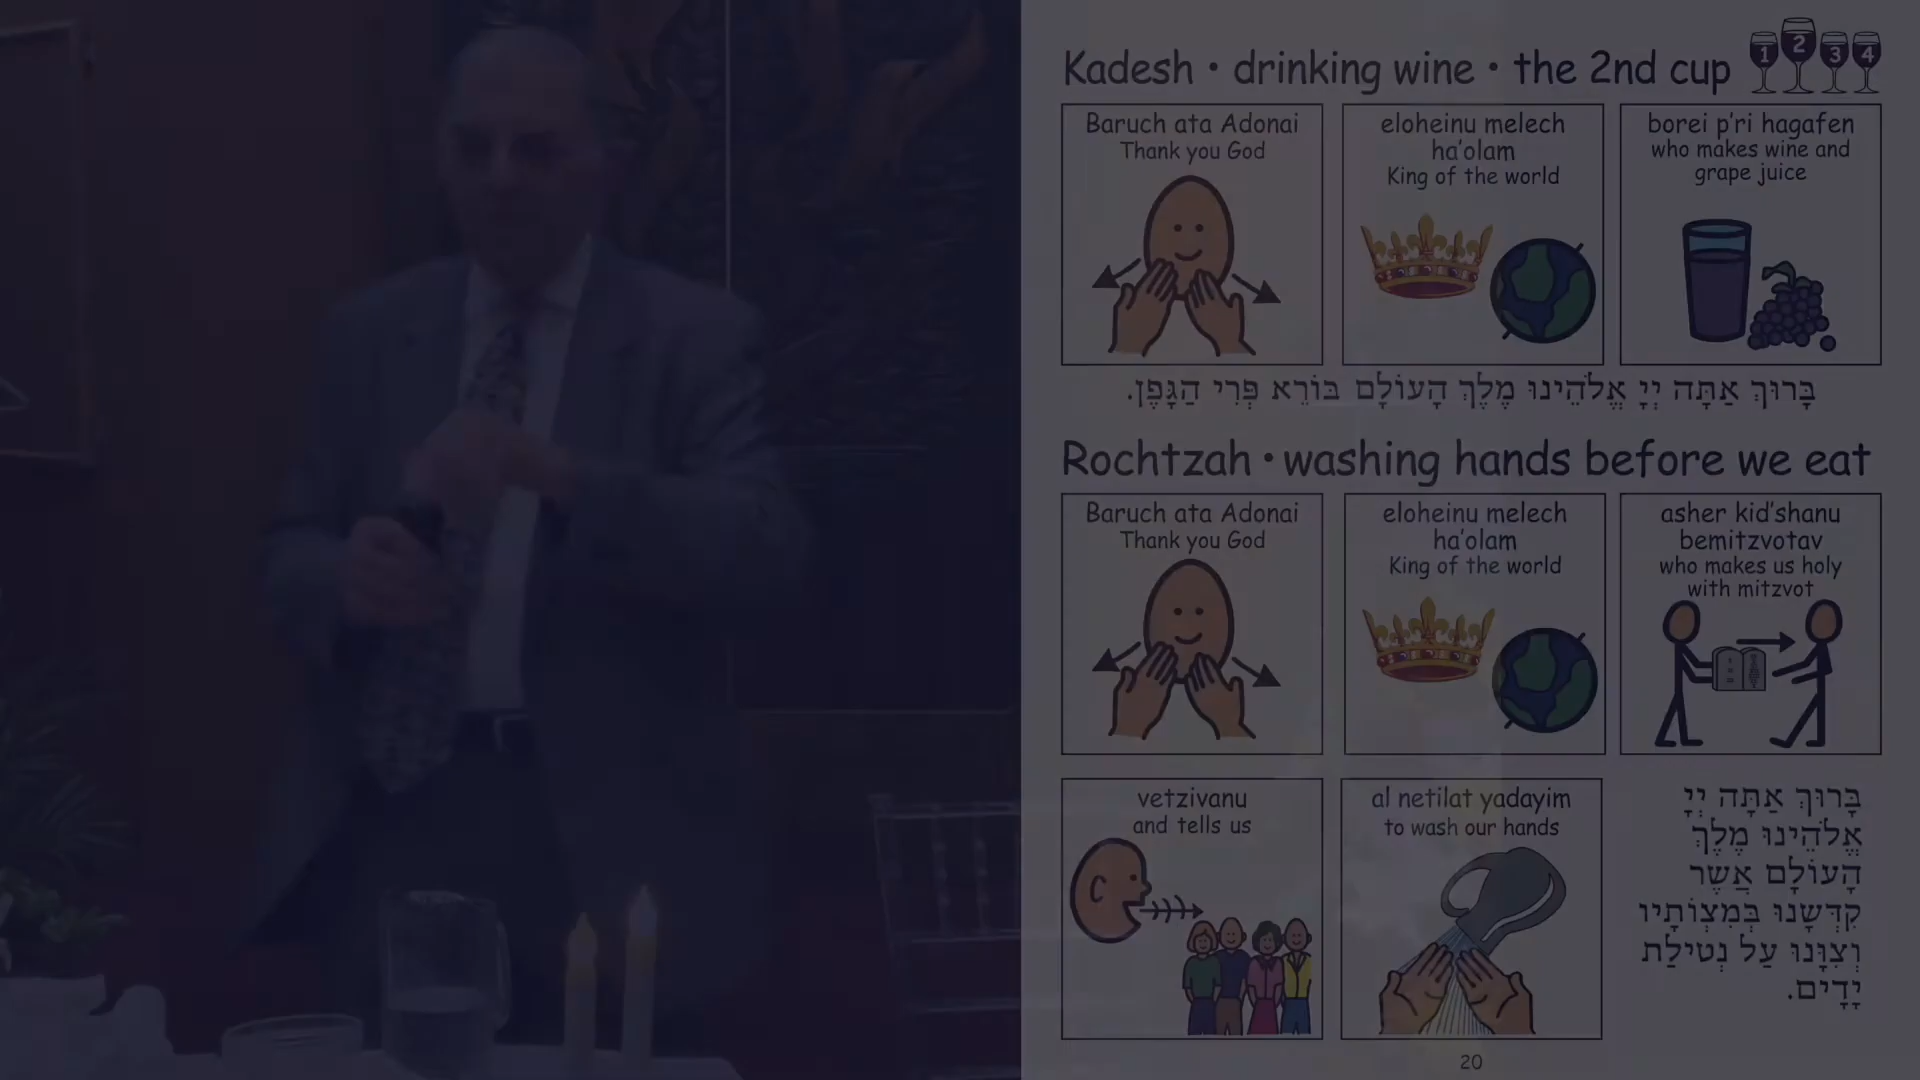 Kadesh • drinking wine • the 2nd cup
1 2 3 4
Baruch ata Adonai
Thank you God
eloheinu melech
ha'olam
King of the world
borei p'ri hagafen
who makes wine and
grape juice
בָּרוּךְ אַתָּה יְיָ אֱלֹהֵינוּ מֶלֶךְ הָעוֹלָם בּוֹרֵא פְּרִי הַגָּפֶן.
Rochtzah • washing hands before we eat
Baruch ata Adonai
Thank you God
eloheinu melech
ha'olam
King of the world
asher kid'shanu
bemitzvotav
who makes us holy
with mitzvot
vetzivanu
and tells us
al netilat yadayim
to wash our hands
בָּרוּךְ אַתָּה יְיָ
אֱלֹהֵינוּ מֶלֶךְ
הָעוֹלָם אֲשֶׁר
קִדְּשָׁנוּ בְּמִצְוֹתָיו
וְצִוָּנוּ עַל נְטִילַת
יָדָיִם.
20